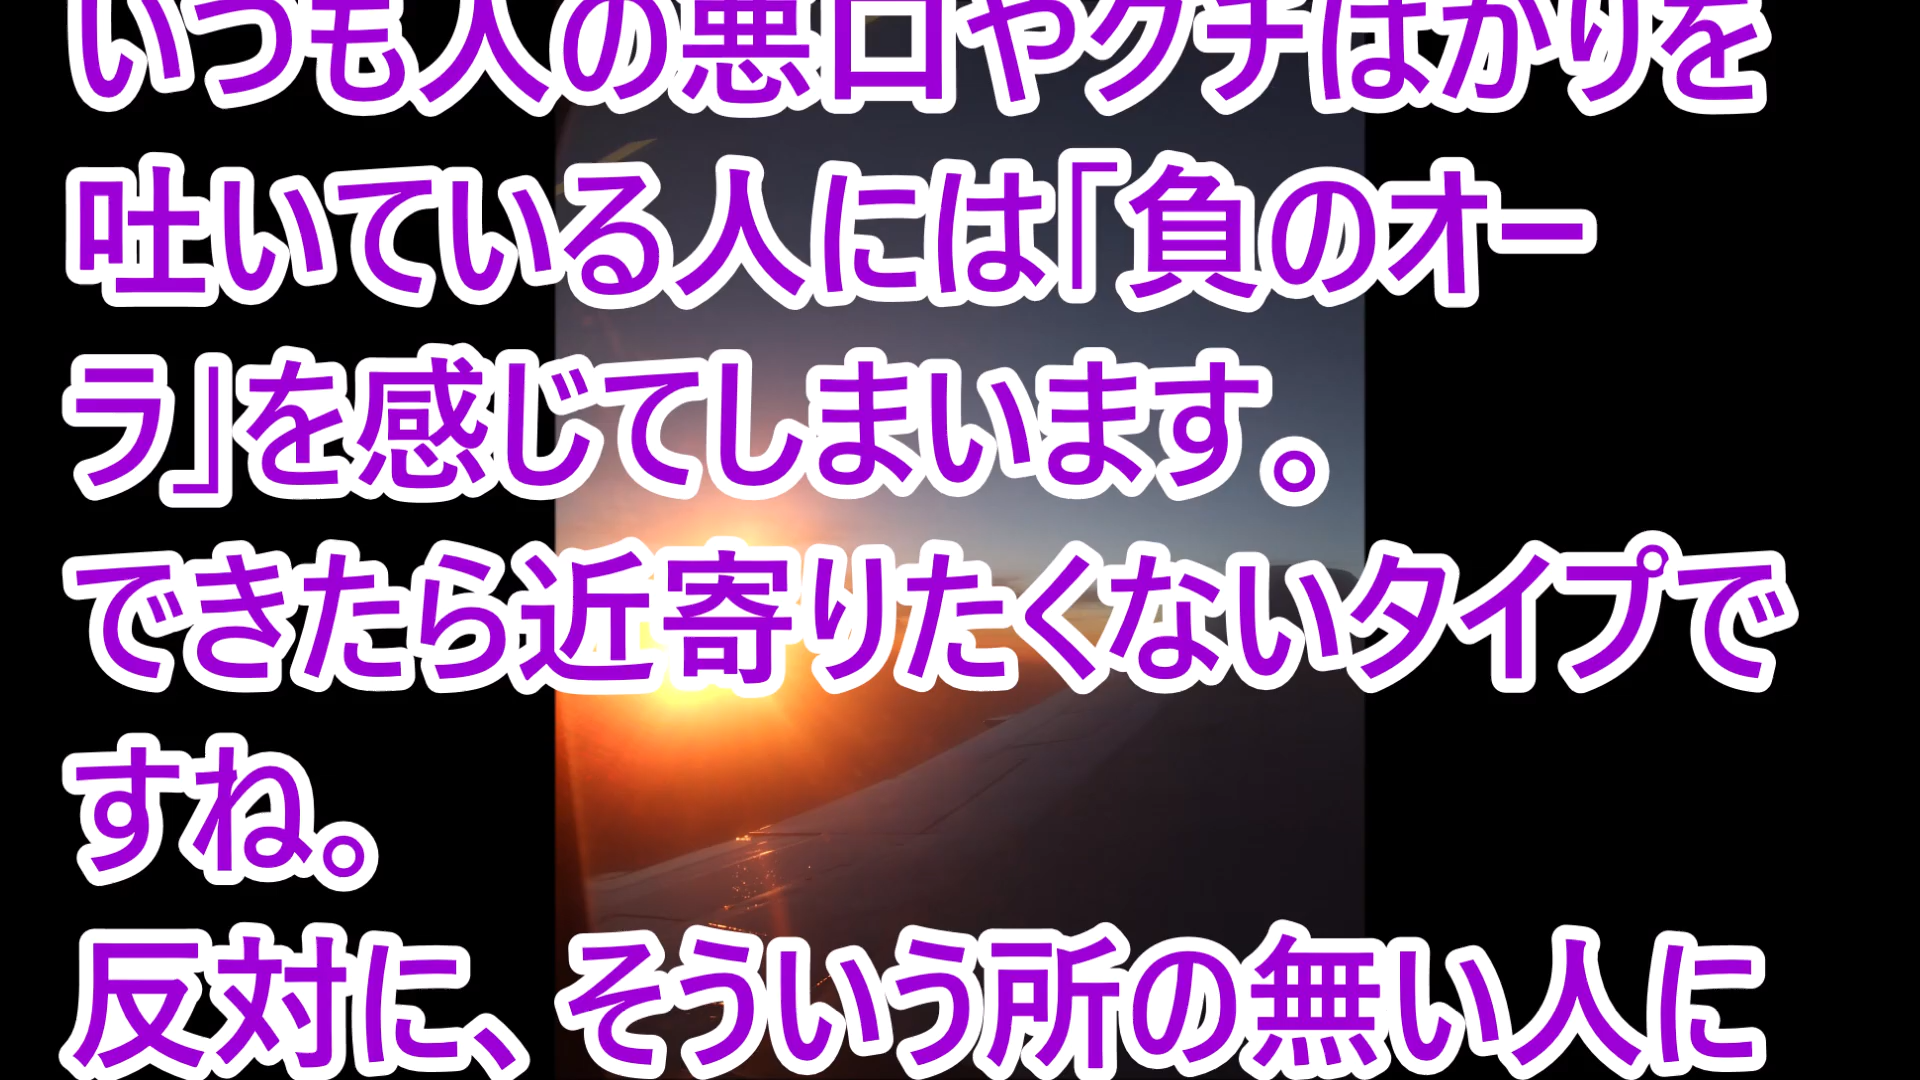 いつも人の悪口やグチばかりを
吐いている人には「負のオー
ラ」を感じてしまいます。
できたら近寄りたくないタイプで
すね。
反対に、そういう所の無い人に